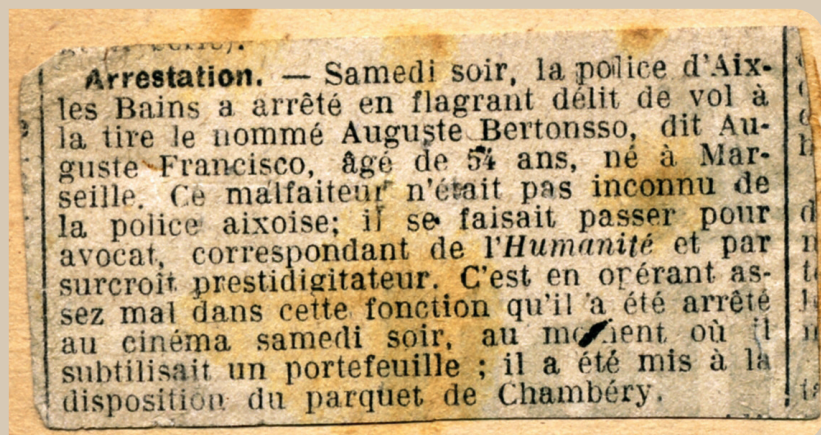 Arrestation. — Samedi soir, la police d'Aix-
les Bains a arrêté en flagrant délit de vol à
la tire le nommé Auguste Bertonsso, dit Au-
guste Francisco, âgé de 54 ans, né à Mar-
seille. Ce malfaiteur n'était pas inconnu de
la police aixoise; il se faisait passer pour
avocat, correspondant de l'Humanité et par
surcroit prestidigitateur. C'est en opérant as-
sez mal dans cette fonction qu'il a été arrêté
au cinéma samedi soir, au moment où il
subtilisait un portefeuille ; il a été mis à la
disposition du parquet de Chambéry.